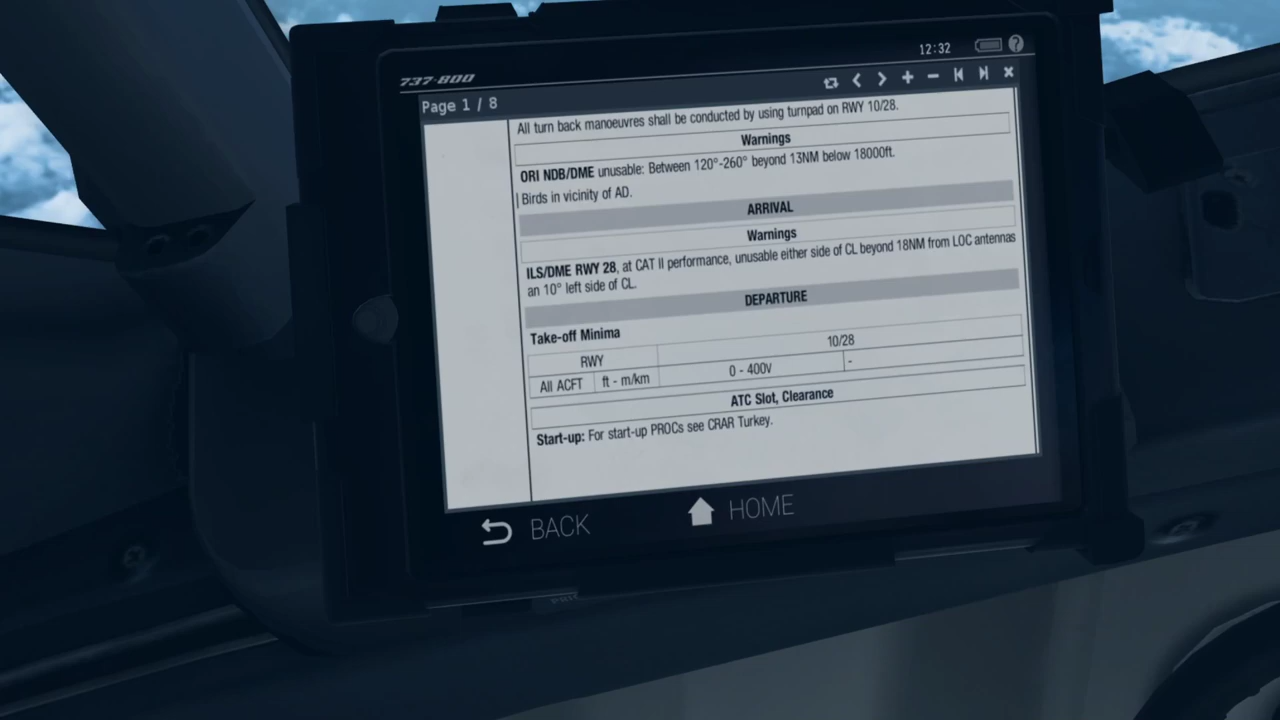 12:32
737-800
Page 1 / 8
All turn back manoeuvres shall be conducted by using turnpad on RWY 10/28.
Warnings
ORI NDB/DME unusable: Between 120°-260° beyond 13NM below 18000ft.
Birds in vicinity of AD.
ARRIVAL
Warnings
ILS/DME RWY 28, at CAT II performance, unusable either side of CL beyond 18NM from LOC antennas
an 10° left side of CL.
DEPARTURE
Take-off Minima
RWY 10/28
All ACFT ft - m/km 0 - 400V -
ATC Slot, Clearance
Start-up: For start-up PROCs see CRAR Turkey.
BACK HOME